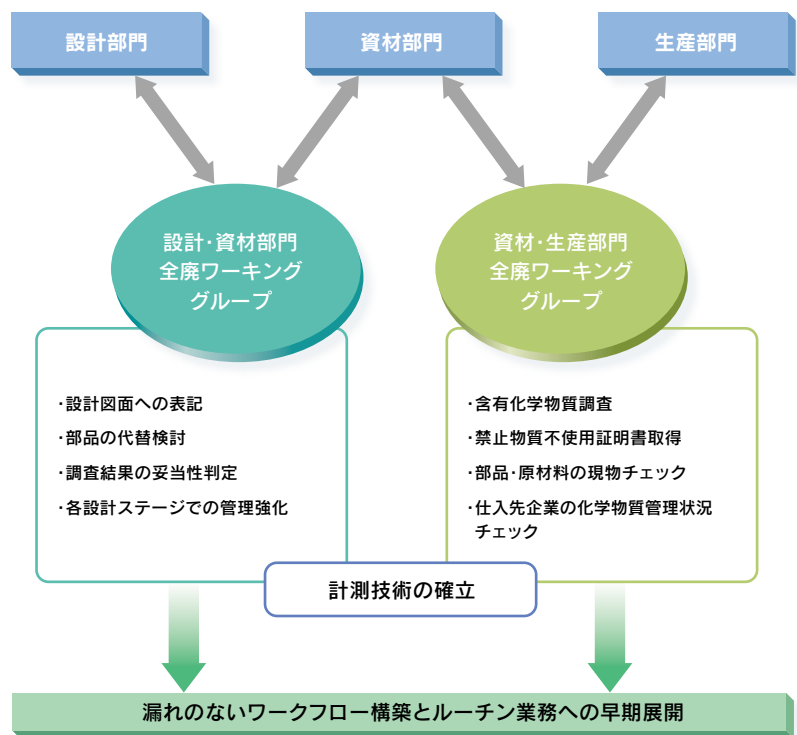 設計部門
資材部門
生産部門
設計・資材部門
全廃ワーキング
グループ
資材・生産部門
全廃ワーキング
グループ
・設計図面への表記
・部品の代替検討
・調査結果の妥当性判定
・各設計ステージでの管理強化
・含有化学物質調査
・禁止物質不使用証明書取得
・部品・原材料の現物チェック
・仕入先企業の化学物質管理状況
チェック
計測技術の確立
漏れのないワークフロー構築とルーチン業務への早期展開